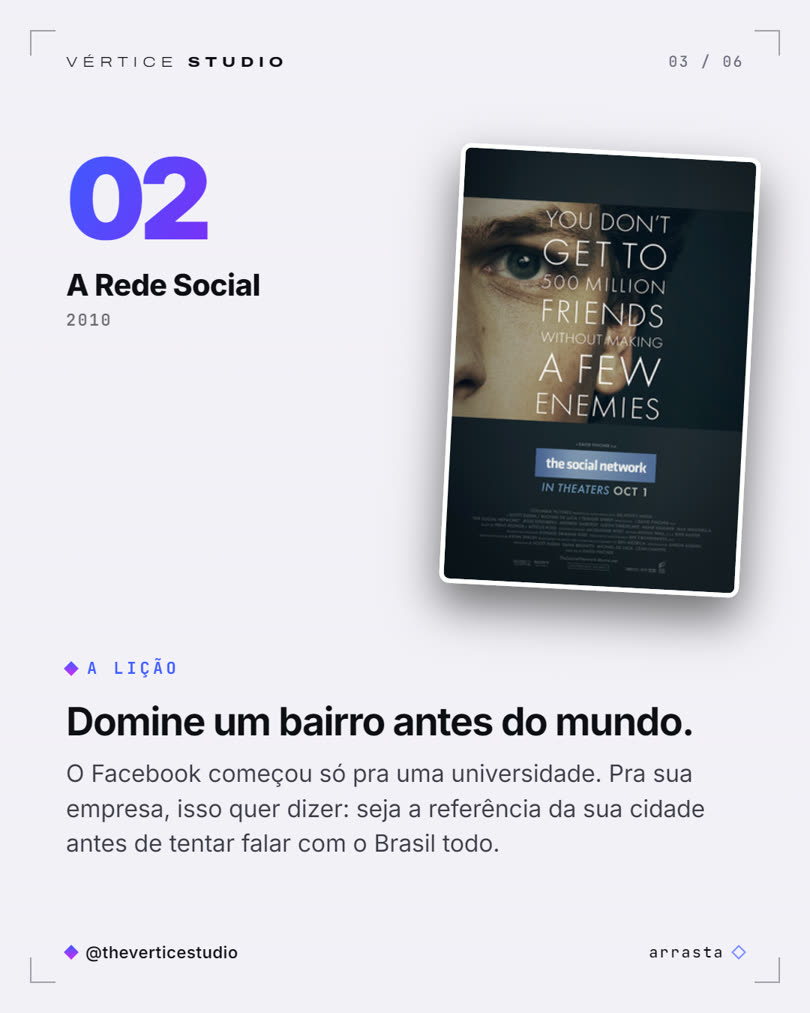 VÉRTICE STUDIO
03 / 06
02
A Rede Social
2010
YOU DON'T
GET TO
500 MILLION
FRIENDS
WITHOUT MAKING
A FEW
ENEMIES
the social network
IN THEATERS OCT 1
A LIÇÃO
Domine um bairro antes do mundo.
O Facebook começou só pra uma universidade. Pra sua
empresa, isso quer dizer: seja a referência da sua cidade
antes de tentar falar com o Brasil todo.
@theverticestudio
arrasta